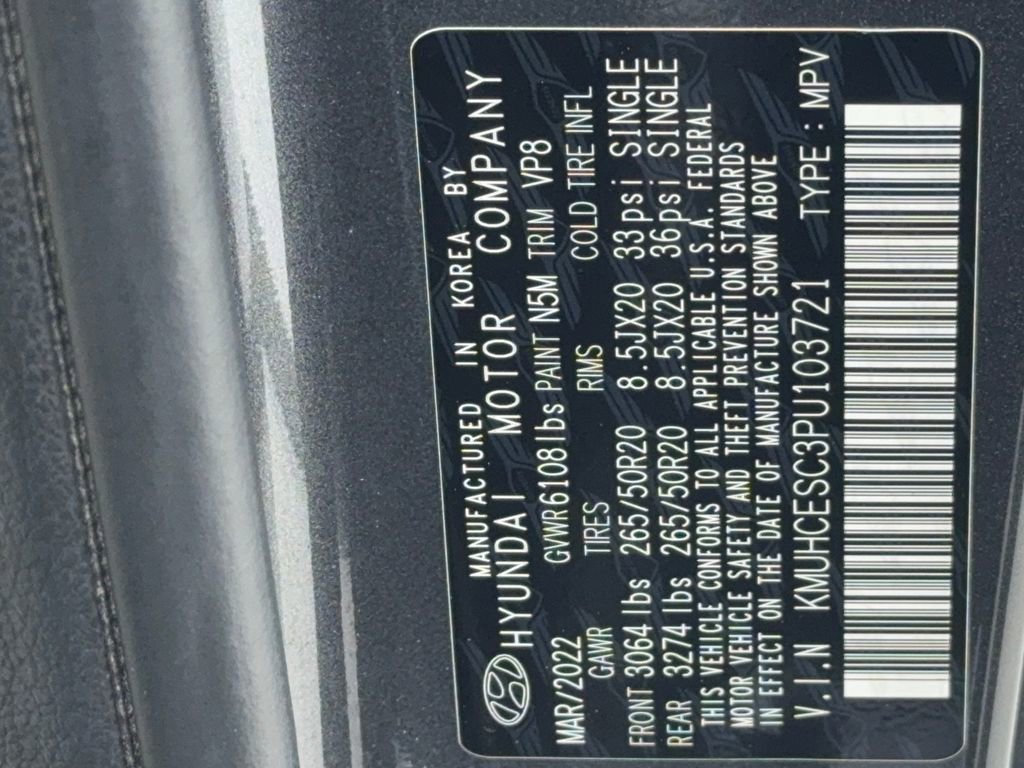 MANUFACTURED IN KOREA BY
HYUNDAI MOTOR COMPANY
MAR/2022 GVWR6108lbs PAINT N5M TRIM VP8
GAWR TIRES RIMS COLD TIRE INFL
FRONT 3064 lbs 265/50R20 8.5JX20 33psi SINGLE
REAR 3274 lbs 265/50R20 8.5JX20 36psi SINGLE
THIS VEHICLE CONFORMS TO ALL APPLICABLE U.S.A. FEDERAL
MOTOR VEHICLE SAFETY AND THEFT PREVENTION STANDARDS
IN EFFECT ON THE DATE OF MANUFACTURE SHOWN ABOVE
V.I.N KMUHCESC3PU103721 TYPE : MPV